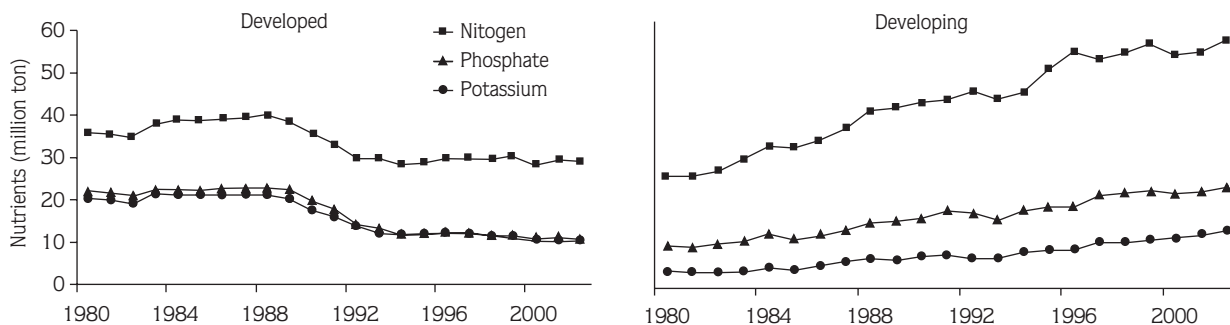 Developed
Nitogen
Phosphate
Potassium
Nutrients (million ton)
60
50
40
30
20
10
0
1980 1984 1988 1992 1996 2000
Developing
1980 1984 1988 1992 1996 2000